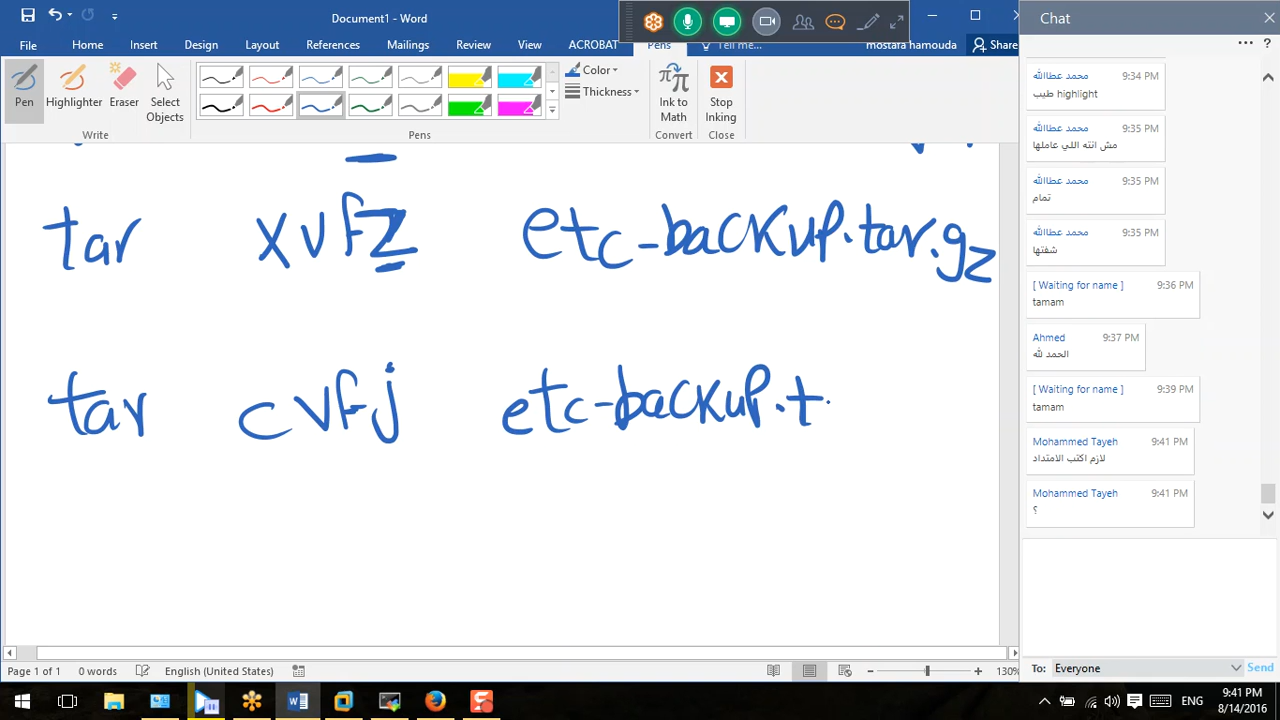 Document1 - Word
File Home Insert Design Layout References Mailings Review View ACROBAT Pens Tell me... mostafa hamouda Share
Pen Highlighter Eraser Select Objects Color Thickness Ink to Math Stop Inking
Write Pens Convert Close
tar xvfz etc-backup.tar.gz
tar cvfj etc-backup.t
Page 1 of 1 0 words English (United States) 130%
Chat
محمد عطاالله 9:34 PM
طيب highlight
محمد عطاالله 9:35 PM
مش انته اللي عاملها
محمد عطاالله 9:35 PM
تمام
محمد عطاالله 9:35 PM
شفتها
[ Waiting for name ] 9:36 PM
tamam
Ahmed 9:37 PM
الحمد لله
[ Waiting for name ] 9:39 PM
tamam
Mohammed Tayeh 9:41 PM
لازم اكتب الامتداد
Mohammed Tayeh 9:41 PM
؟
To: Everyone Send
ENG 9:41 PM
8/14/2016